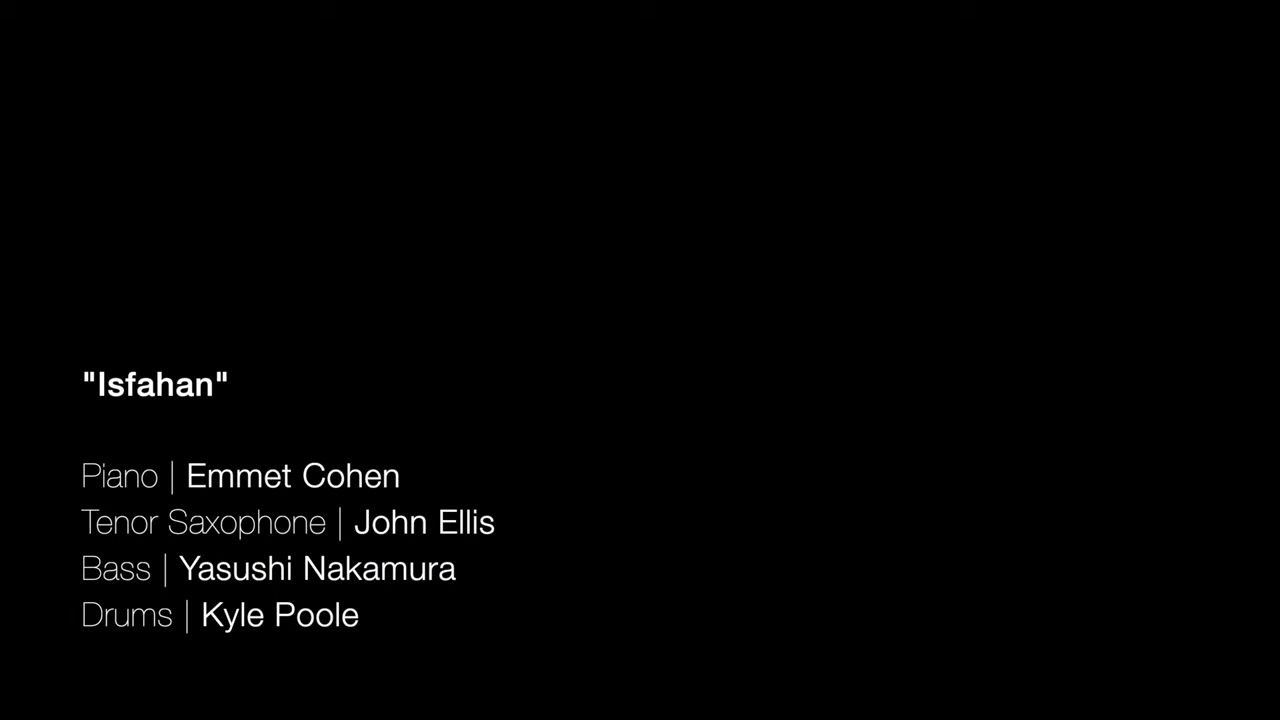 "Isfahan"
Piano | Emmet Cohen
Tenor Saxophone | John Ellis
Bass | Yasushi Nakamura
Drums | Kyle Poole